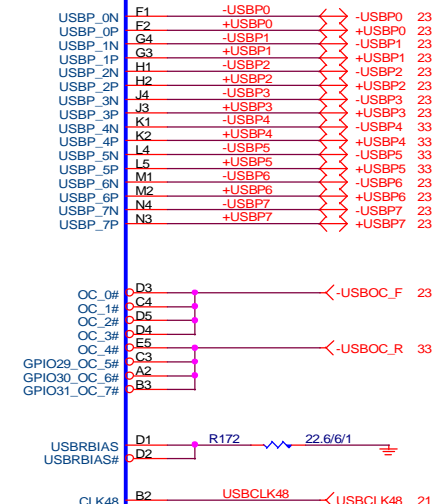 USBP_0N F1 -USBP0 -USBP0 23
USBP_0P F2 +USBP0 +USBP0 23
USBP_1N G4 -USBP1 -USBP1 23
USBP_1P G3 +USBP1 +USBP1 23
USBP_2N H1 -USBP2 -USBP2 23
USBP_2P H2 +USBP2 +USBP2 23
USBP_3N J4 -USBP3 -USBP3 23
USBP_3P J3 +USBP3 +USBP3 23
USBP_4N K1 -USBP4 -USBP4 33
USBP_4P K2 +USBP4 +USBP4 33
USBP_5N L4 -USBP5 -USBP5 33
USBP_5P L5 +USBP5 +USBP5 33
USBP_6N M1 -USBP6 -USBP6 23
USBP_6P M2 +USBP6 +USBP6 23
USBP_7N N4 -USBP7 -USBP7 23
USBP_7P N3 +USBP7 +USBP7 23
OC_0# D3 -USBOC_F 23
OC_1# C4
OC_2# D5
OC_3# D4
OC_4# E5 -USBOC_R 33
GPIO29_OC_5# C3
GPIO30_OC_6# A2
GPIO31_OC_7# B3
USBRBIAS D1 R172 22.6/6/1
USBRBIAS# D2
CLK48 B2 USBCLK48 USBCLK48 21